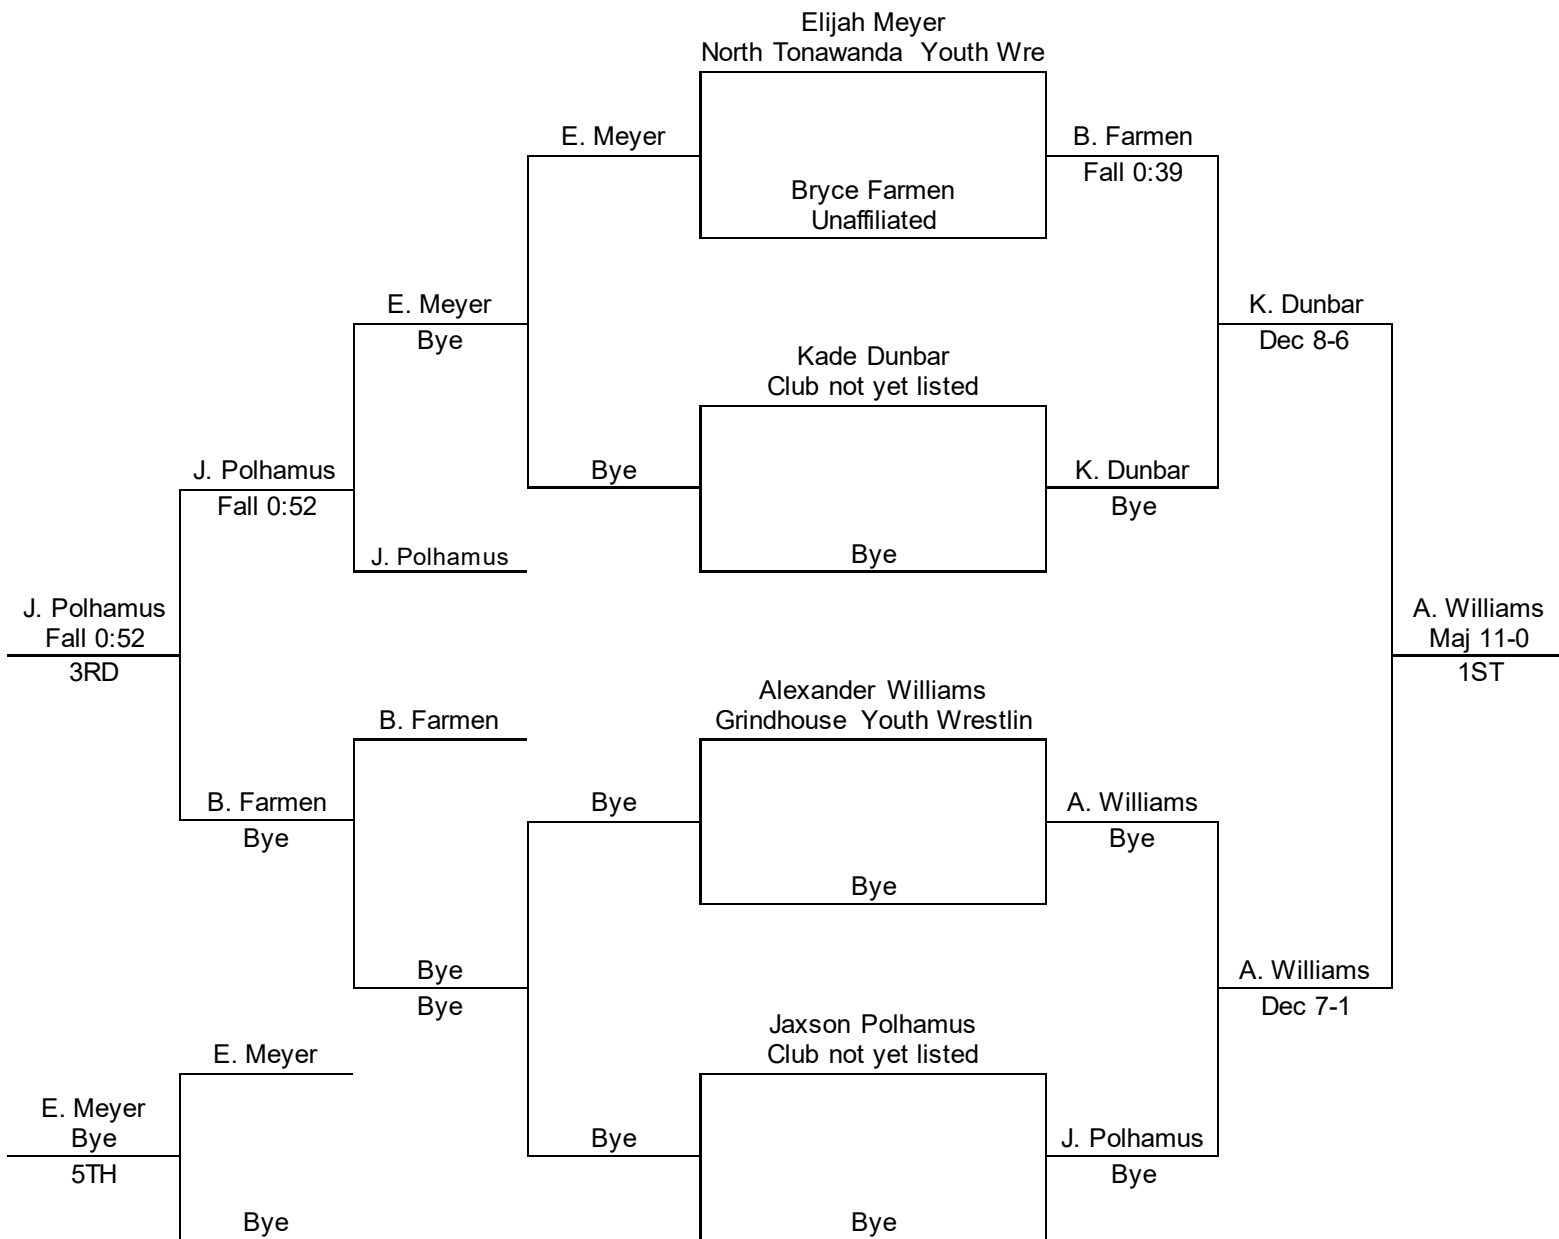 Elijah Meyer
North Tonawanda Youth Wre
E. Meyer
B. Farmen
Fall 0:39
Bryce Farmen
Unaffiliated
E. Meyer
Bye
K. Dunbar
Dec 8-6
Kade Dunbar
Club not yet listed
J. Polhamus
Fall 0:52
Bye
K. Dunbar
Bye
J. Polhamus
Bye
J. Polhamus
Fall 0:52
3RD
A. Williams
Maj 11-0
1ST
Alexander Williams
Grindhouse Youth Wrestlin
B. Farmen
B. Farmen
Bye
Bye
A. Williams
Bye
Bye
Bye
Bye
A. Williams
Dec 7-1
Jaxson Polhamus
Club not yet listed
E. Meyer
E. Meyer
Bye
5TH
Bye
J. Polhamus
Bye
Bye
Bye